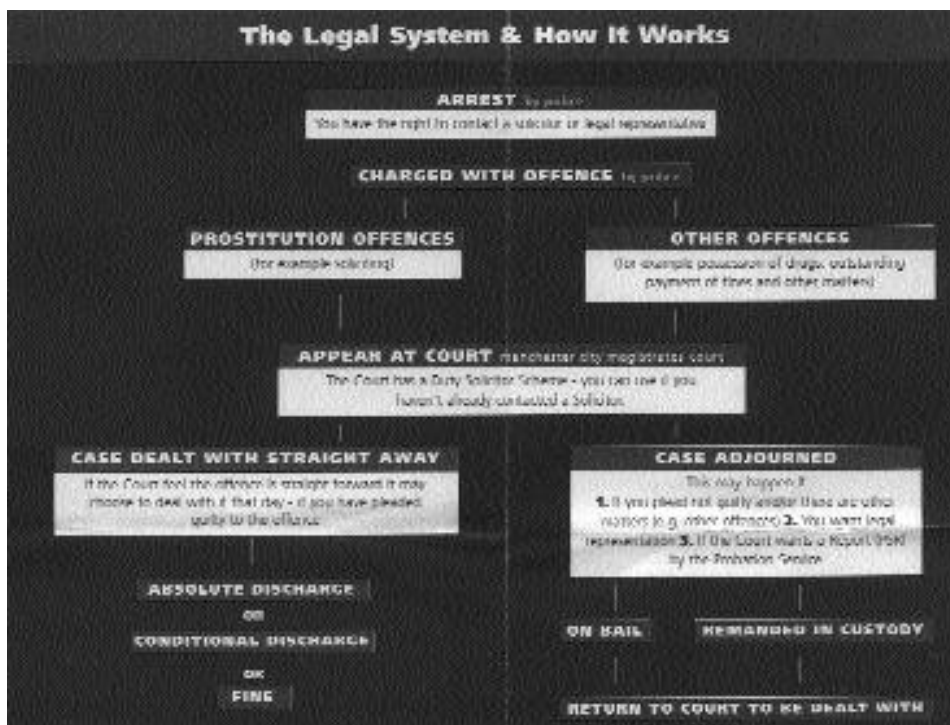 The Legal System & How It Works
ARREST by police
You have the right to contact a solicitor or legal representative
CHARGED WITH OFFENCE by police
PROSTITUTION OFFENCES
(for example soliciting)
OTHER OFFENCES
(for example possession of drugs, outstanding
payment of fines and other matters)
APPEAR AT COURT manchester city magistrates court
The Court has a Duty Solicitor Scheme - you can use if you
haven't already contacted a Solicitor
CASE DEALT WITH STRAIGHT AWAY
If the Court feel the offence is straight forward it may
choose to deal with it that day - if you have pleaded
guilty to the offence
CASE ADJOURNED
This may happen if
1. If you plead not guilty and/or there are other
matters (e.g. other offences) 2. You want legal
representation 3. If the Court wants a Report (PSR)
by the Probation Service
ABSOLUTE DISCHARGE
OR
CONDITIONAL DISCHARGE
OR
FINE
ON BAIL
REMANDED IN CUSTODY
RETURN TO COURT TO BE DEALT WITH